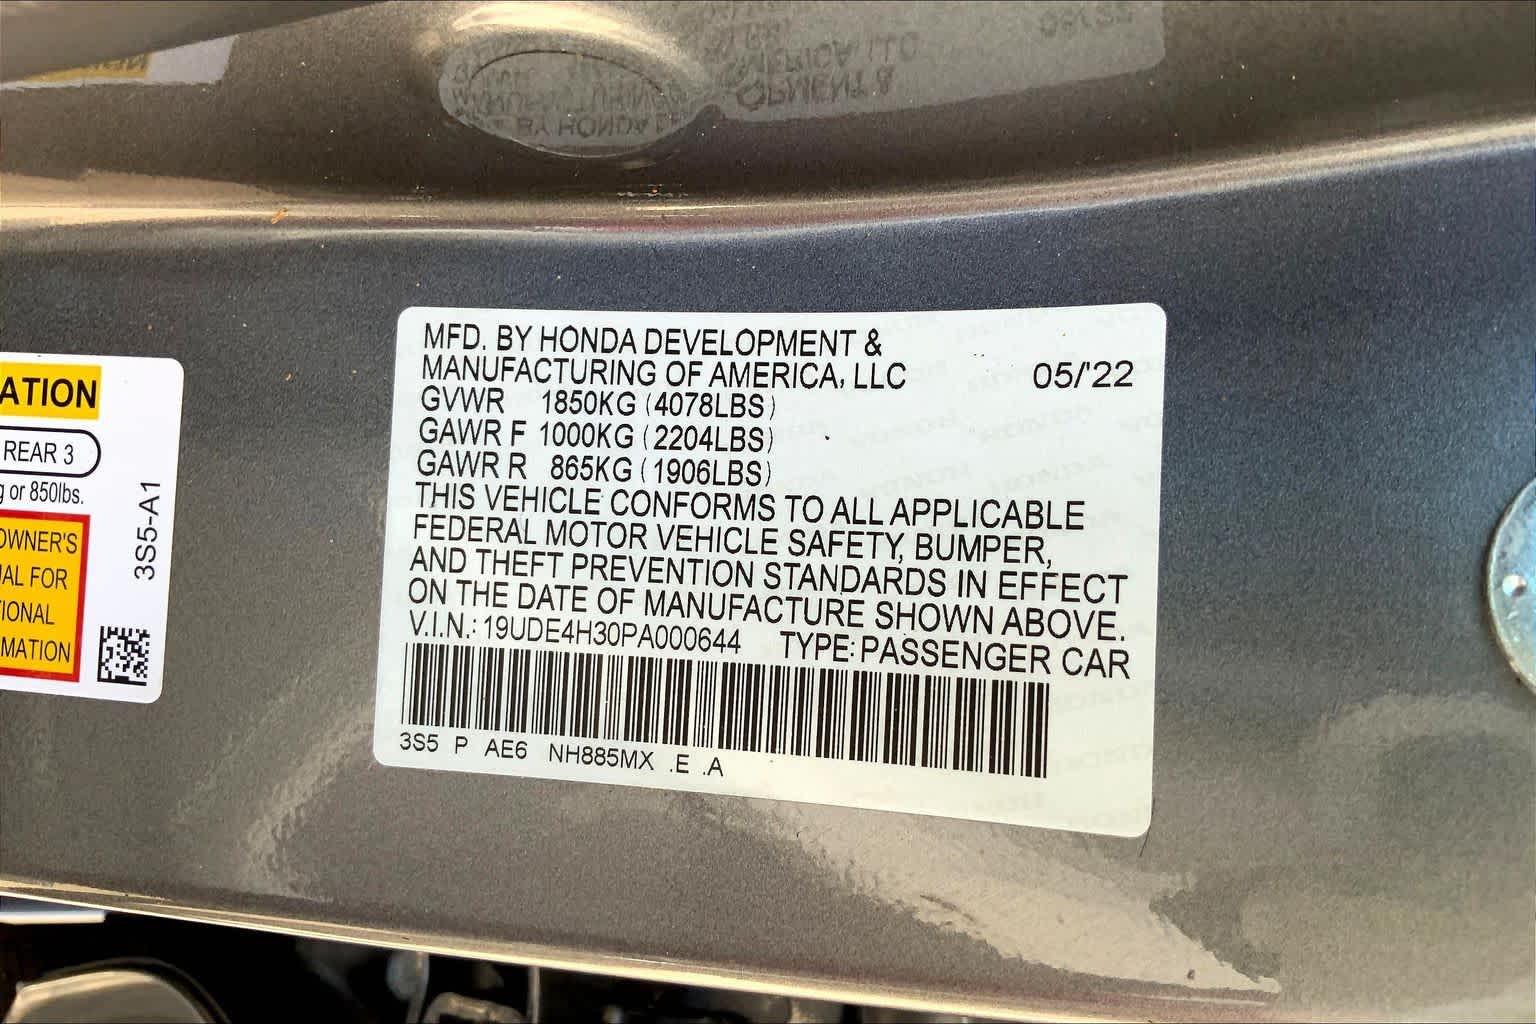 ATION
REAR 3
g or 850lbs.
OWNER'S
FOR
MATION
3S5-A1
MFD. BY HONDA DEVELOPMENT &
MANUFACTURING OF AMERICA, LLC 05/'22
GVWR 1850KG (4078LBS)
GAWR F 1000KG (2204LBS)
GAWR R 865KG (1906LBS)
THIS VEHICLE CONFORMS TO ALL APPLICABLE
FEDERAL MOTOR VEHICLE SAFETY, BUMPER,
AND THEFT PREVENTION STANDARDS IN EFFECT
ON THE DATE OF MANUFACTURE SHOWN ABOVE.
V.I.N.: 19UDE4H30PA000644 TYPE: PASSENGER CAR
3S5 P AE6 NH885MX .E .A